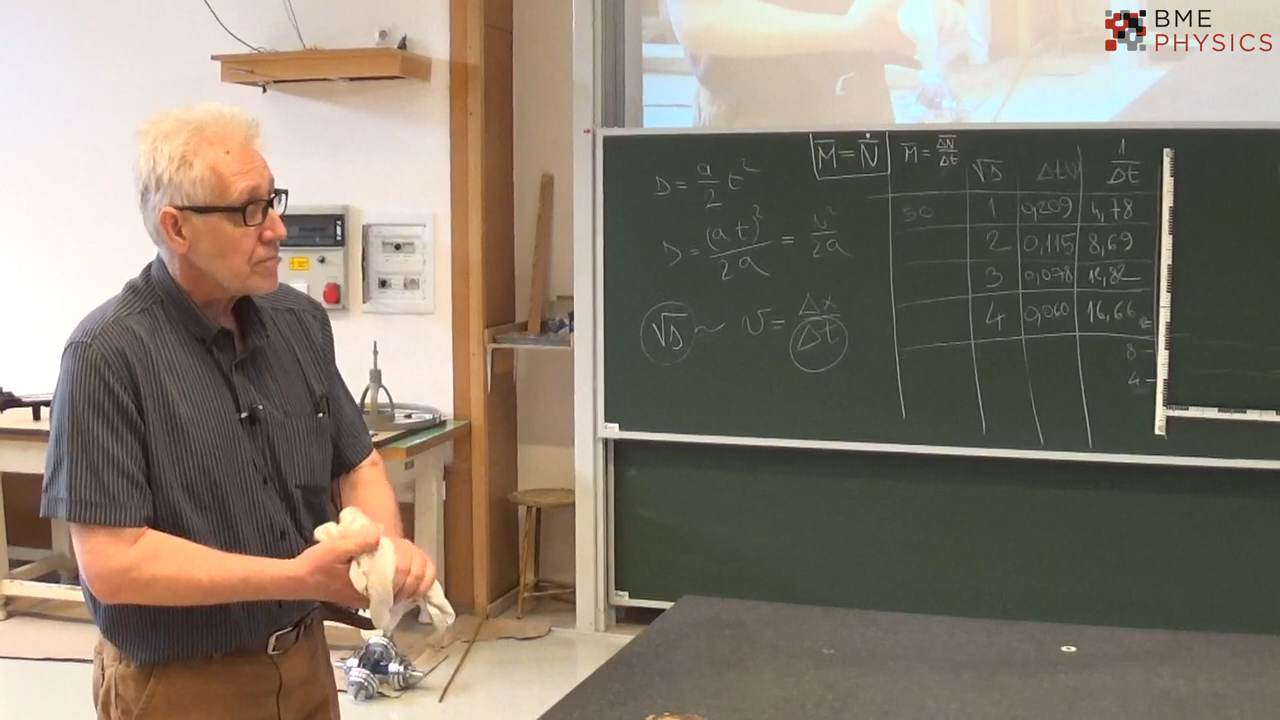 BME
PHYSICS
M̄ = Ṅ
M̄ = ΔN̄/Δt
D = a/2 t²
D = (at)²/2a = v²/2a
√D ~ v = Δx/Δt
√D Δt 1/Δt
50 1 0,209 4,78
2 0,115 8,69
3 0,078 12,82
4 0,060 16,66
8
4